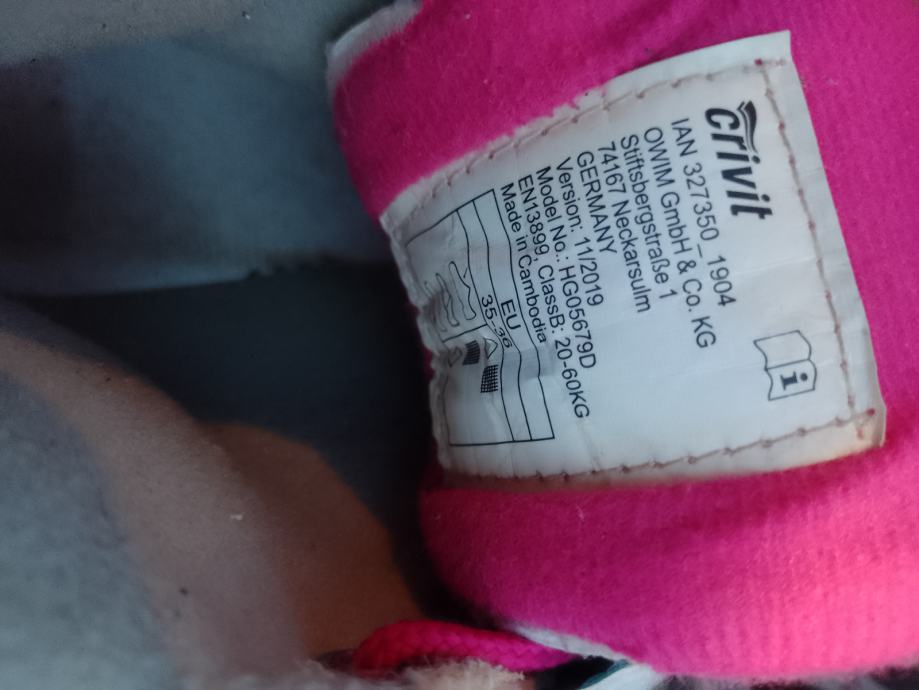 crivit
IAN 327350_1904
OWIM GmbH & Co. KG
Stiftsbergstraße 1
74167 Neckarsulm
GERMANY
Version: 11/2019
Model No.: HG05679D
EN13899, ClassB: 20-60KG
Made in Cambodia
EU
35-36
i